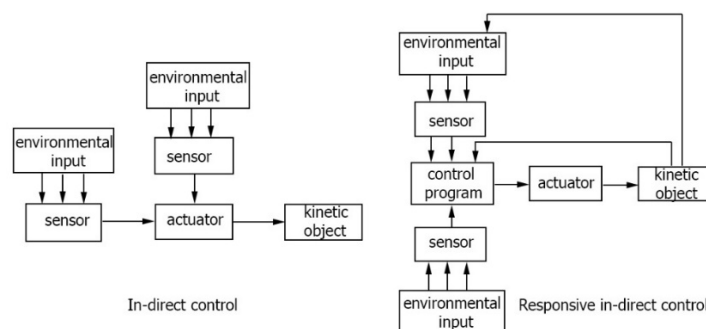 environmental
input
sensor
environmental
input
sensor
actuator
kinetic
object
In-direct control
environmental
input
sensor
control
program
actuator
kinetic
object
sensor
environmental
input
Responsive in-direct control